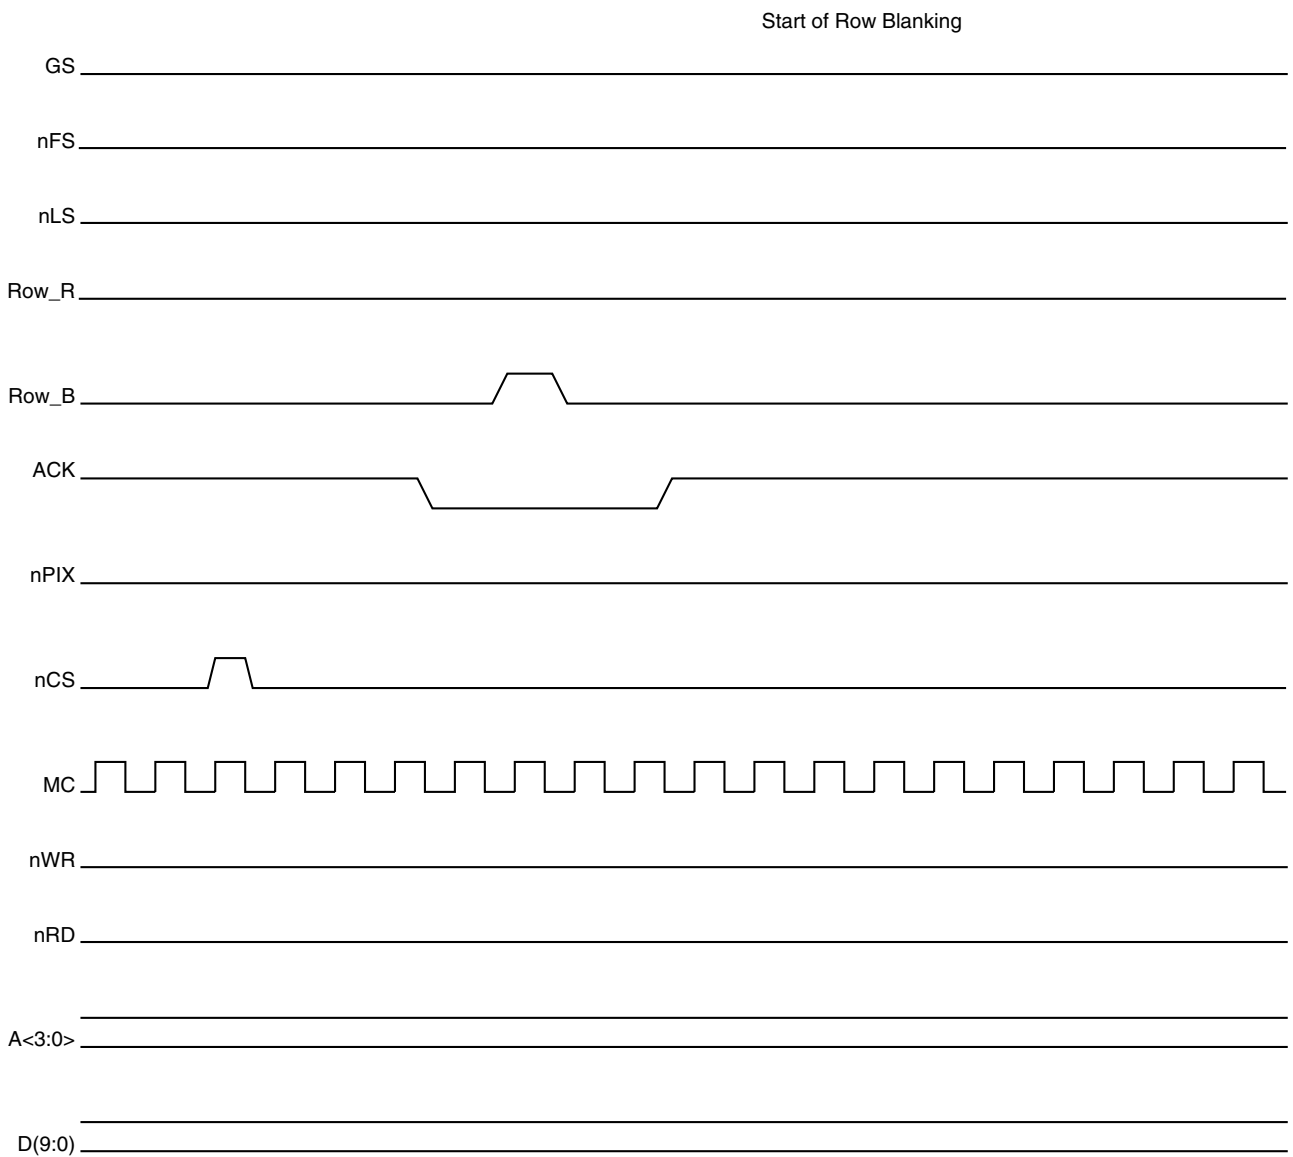 Start of Row Blanking
GS
nFS
nLS
Row_R
Row_B
ACK
nPIX
nCS
MC
nWR
nRD
A<3:0>
D(9:0)